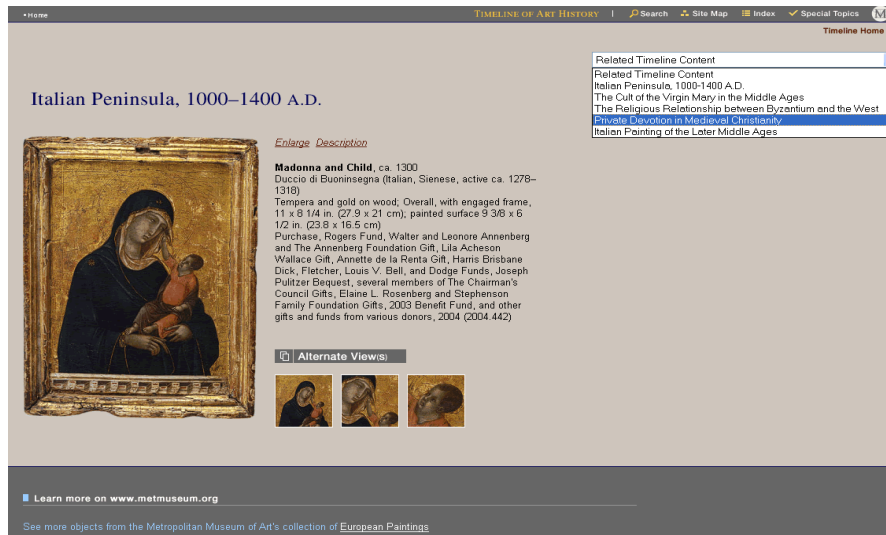 Home
TIMELINE OF ART HISTORY | Search Site Map Index Special Topics M
Timeline Home
Related Timeline Content
Related Timeline Content
Italian Peninsula, 1000-1400 A.D.
The Cult of the Virgin Mary in the Middle Ages
The Religious Relationship between Byzantium and the West
Private Devotion in Medieval Christianity
Italian Painting of the Later Middle Ages
Italian Peninsula, 1000–1400 A.D.
Enlarge Description
Madonna and Child, ca. 1300
Duccio di Buoninsegna (Italian, Sienese, active ca. 1278–
1318)
Tempera and gold on wood; Overall, with engaged frame,
11 x 8 1/4 in. (27.9 x 21 cm); painted surface 9 3/8 x 6
1/2 in. (23.8 x 16.5 cm)
Purchase, Rogers Fund, Walter and Leonore Annenberg
and The Annenberg Foundation Gift, Lila Acheson
Wallace Gift, Annette de la Renta Gift, Harris Brisbane
Dick, Fletcher, Louis V. Bell, and Dodge Funds, Joseph
Pulitzer Bequest, several members of The Chairman's
Council Gifts, Elaine L. Rosenberg and Stephenson
Family Foundation Gifts, 2003 Benefit Fund, and other
gifts and funds from various donors, 2004 (2004.442)
Alternate View(s)
Learn more on www.metmuseum.org
See more objects from the Metropolitan Museum of Art's collection of European Paintings